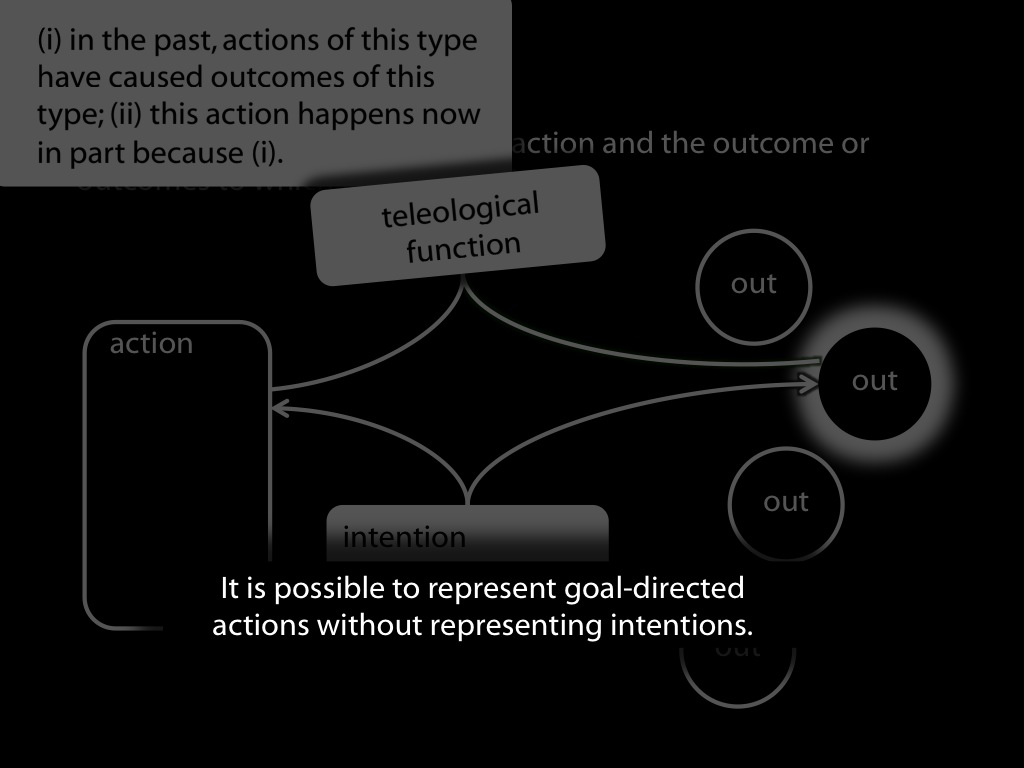 (i) in the past, actions of this type
have caused outcomes of this
type; (ii) this action happens now
in part because (i).
action and the outcome or
outcomes to
teleological
function
out
action
out
out
intention
It is possible to represent goal-directed
actions without representing intentions.
out